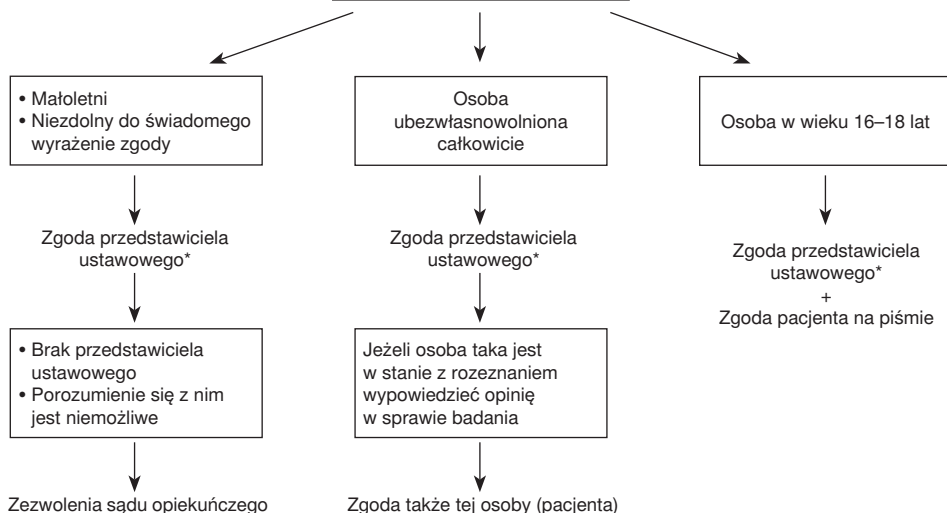 • Małoletni
• Niezdolny do świadomego
wyrażenie zgody
Osoba
ubezwłasnowolniona
całkowicie
Osoba w wieku 16–18 lat
Zgoda przedstawiciela
ustawowego*
Zgoda przedstawiciela
ustawowego*
Zgoda przedstawiciela
ustawowego*
+
Zgoda pacjenta na piśmie
• Brak przedstawiciela
ustawowego
• Porozumienie się z nim
jest niemożliwe
Jeżeli osoba taka jest
w stanie z rozeznaniem
wypowiedzieć opinię
w sprawie badania
Zezwolenia sądu opiekuńczego
Zgoda także tej osoby (pacjenta)